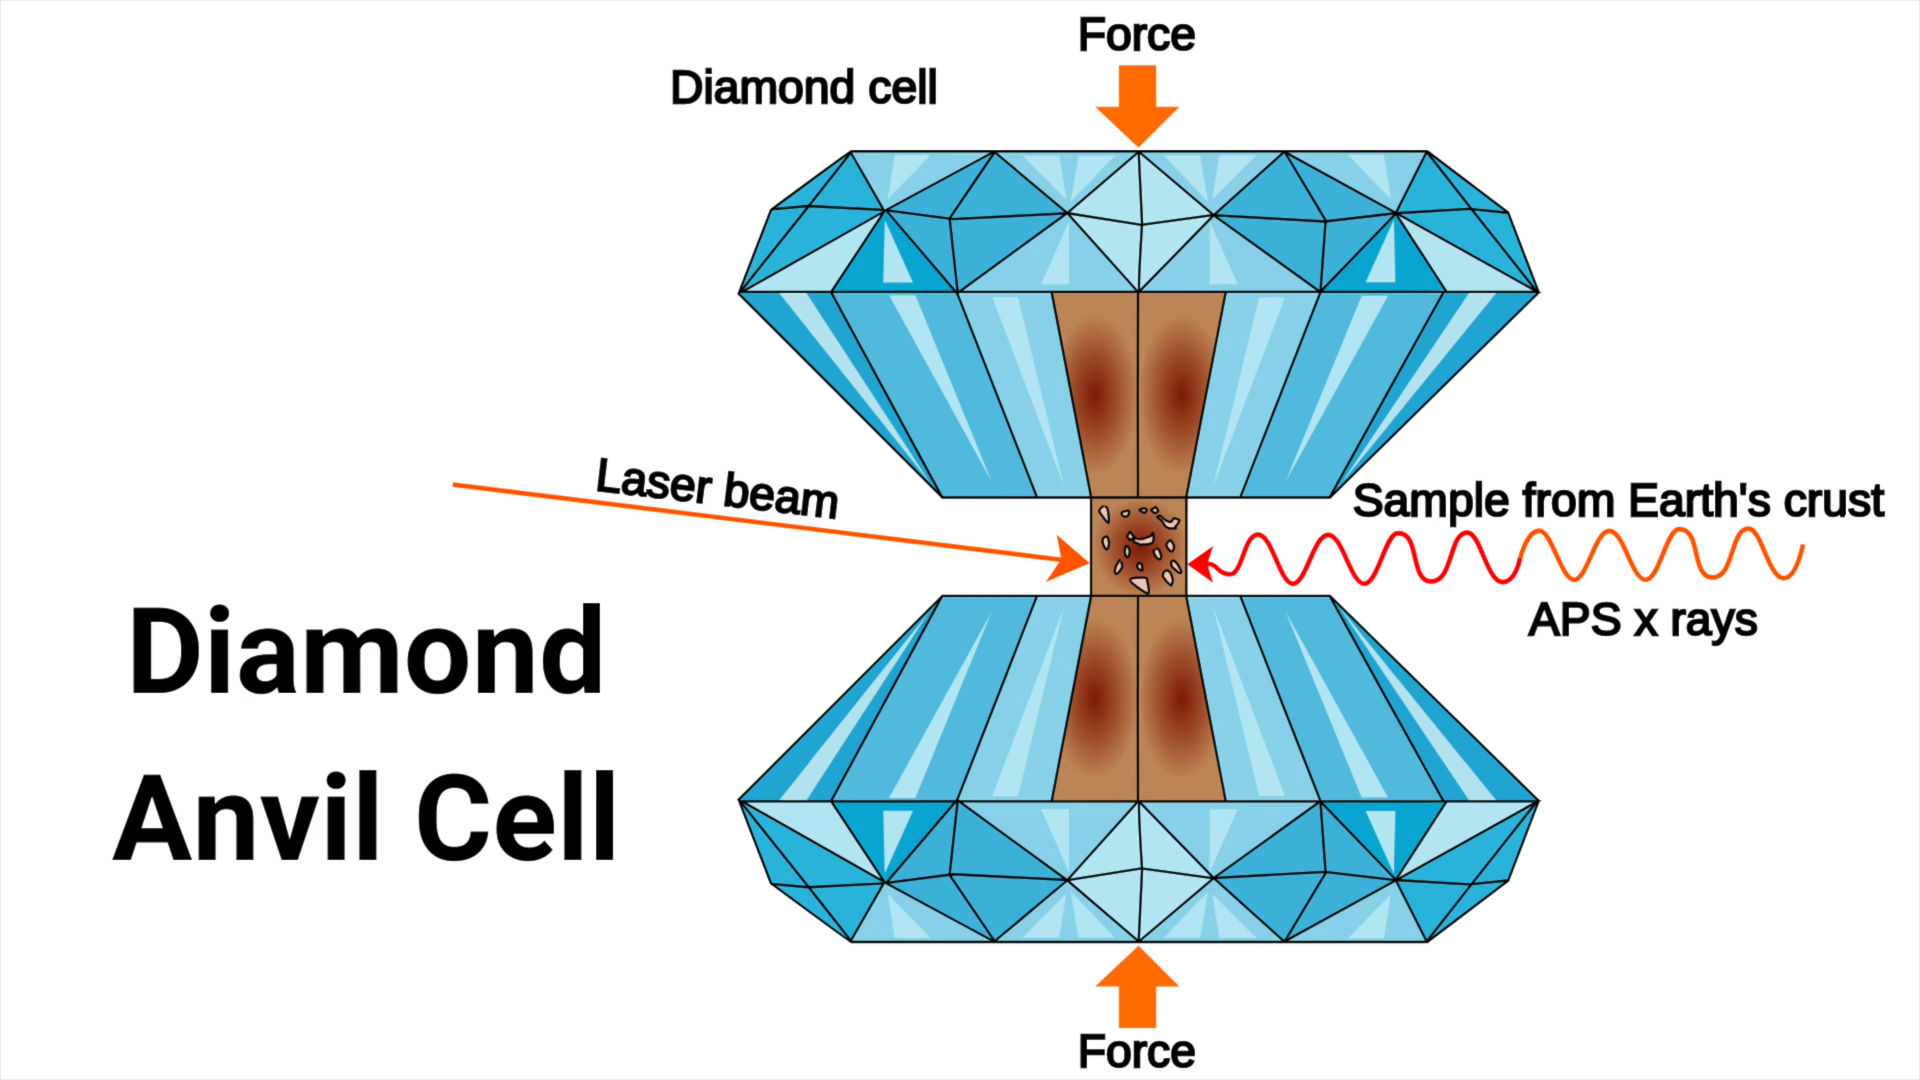 Force
Diamond cell
Laser beam
Sample from Earth's crust
APS x rays
Diamond
Anvil Cell
Force